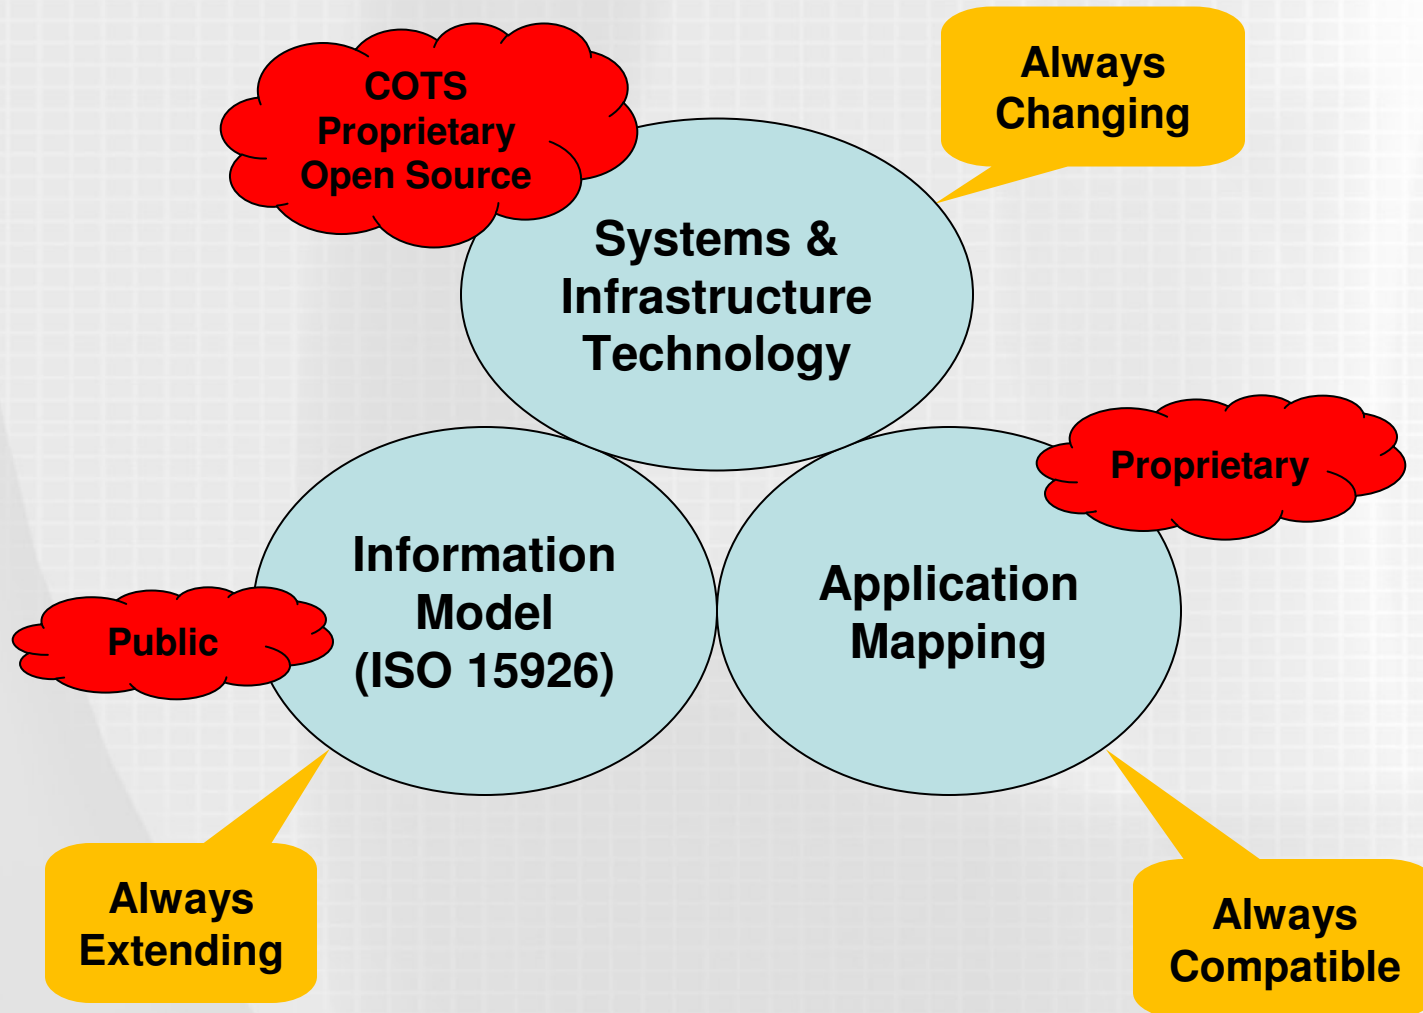 COTS
Proprietary
Open Source
Always
Changing
Systems &
Infrastructure
Technology
Proprietary
Information
Model
(ISO 15926)
Public
Application
Mapping
Always
Extending
Always
Compatible